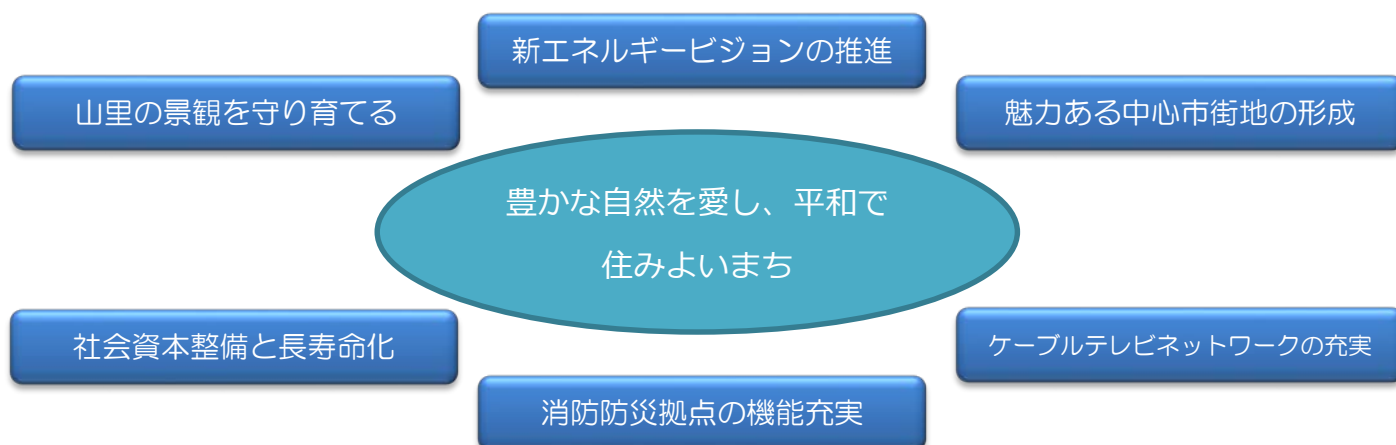 新エネルギービジョンの推進
山里の景観を守り育てる
魅力ある中心市街地の形成
豊かな自然を愛し、平和で
住みよいまち
社会資本整備と長寿命化
ケーブルテレビネットワークの充実
消防防災拠点の機能充実